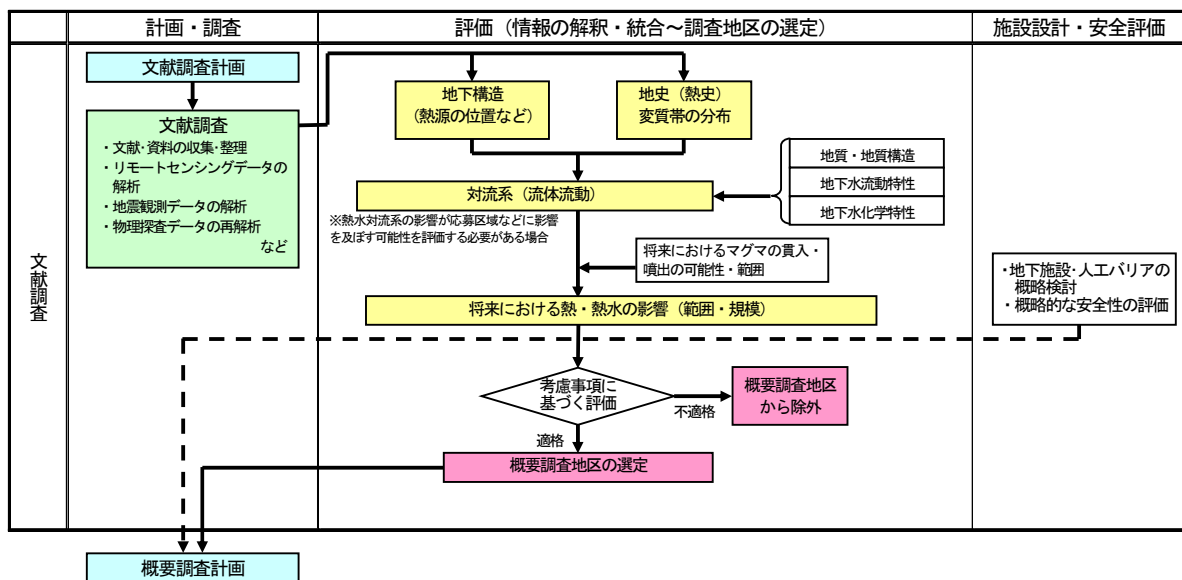 計画・調査
評価（情報の解釈・統合～調査地区の選定）
施設設計・安全評価
文献調査
文献調査計画
文献調査
・文献・資料の収集・整理
・リモートセンシングデータの
解析
・地震観測データの解析
・物理探査データの再解析
など
地下構造
（熱源の位置など）
地史（熱史）
変質帯の分布
地質・地質構造
地下水流動特性
地下水化学特性
対流系（流体流動）
※熱水対流系の影響が応募区域などに影響
を及ぼす可能性を評価する必要がある場合
将来におけるマグマの貫入・
噴出の可能性・範囲
・地下施設・人工バリアの
概略検討
・概略的な安全性の評価
将来における熱・熱水の影響（範囲・規模）
考慮事項に
基づく評価
不適格
概要調査地区
から除外
適格
概要調査地区の選定
概要調査計画